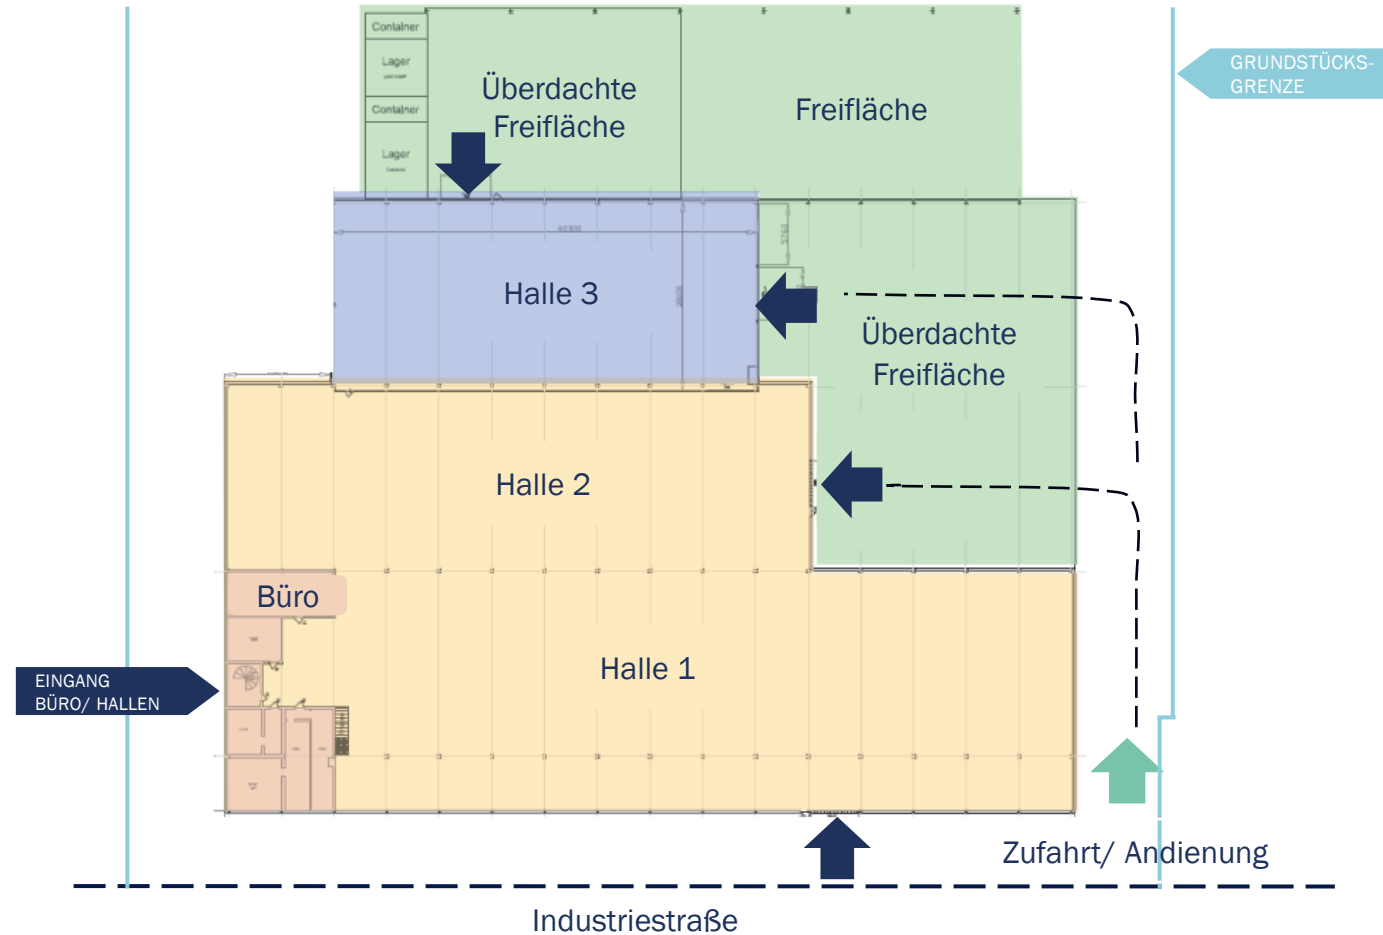 Container
Lager
Container
Lager
Überdachte
Freifläche
Freifläche
GRUNDSTÜCKS-
GRENZE
Halle 3
Überdachte
Freifläche
Halle 2
Büro
Halle 1
EINGANG
BÜRO/ HALLEN
Zufahrt/ Andienung
Industriestraße